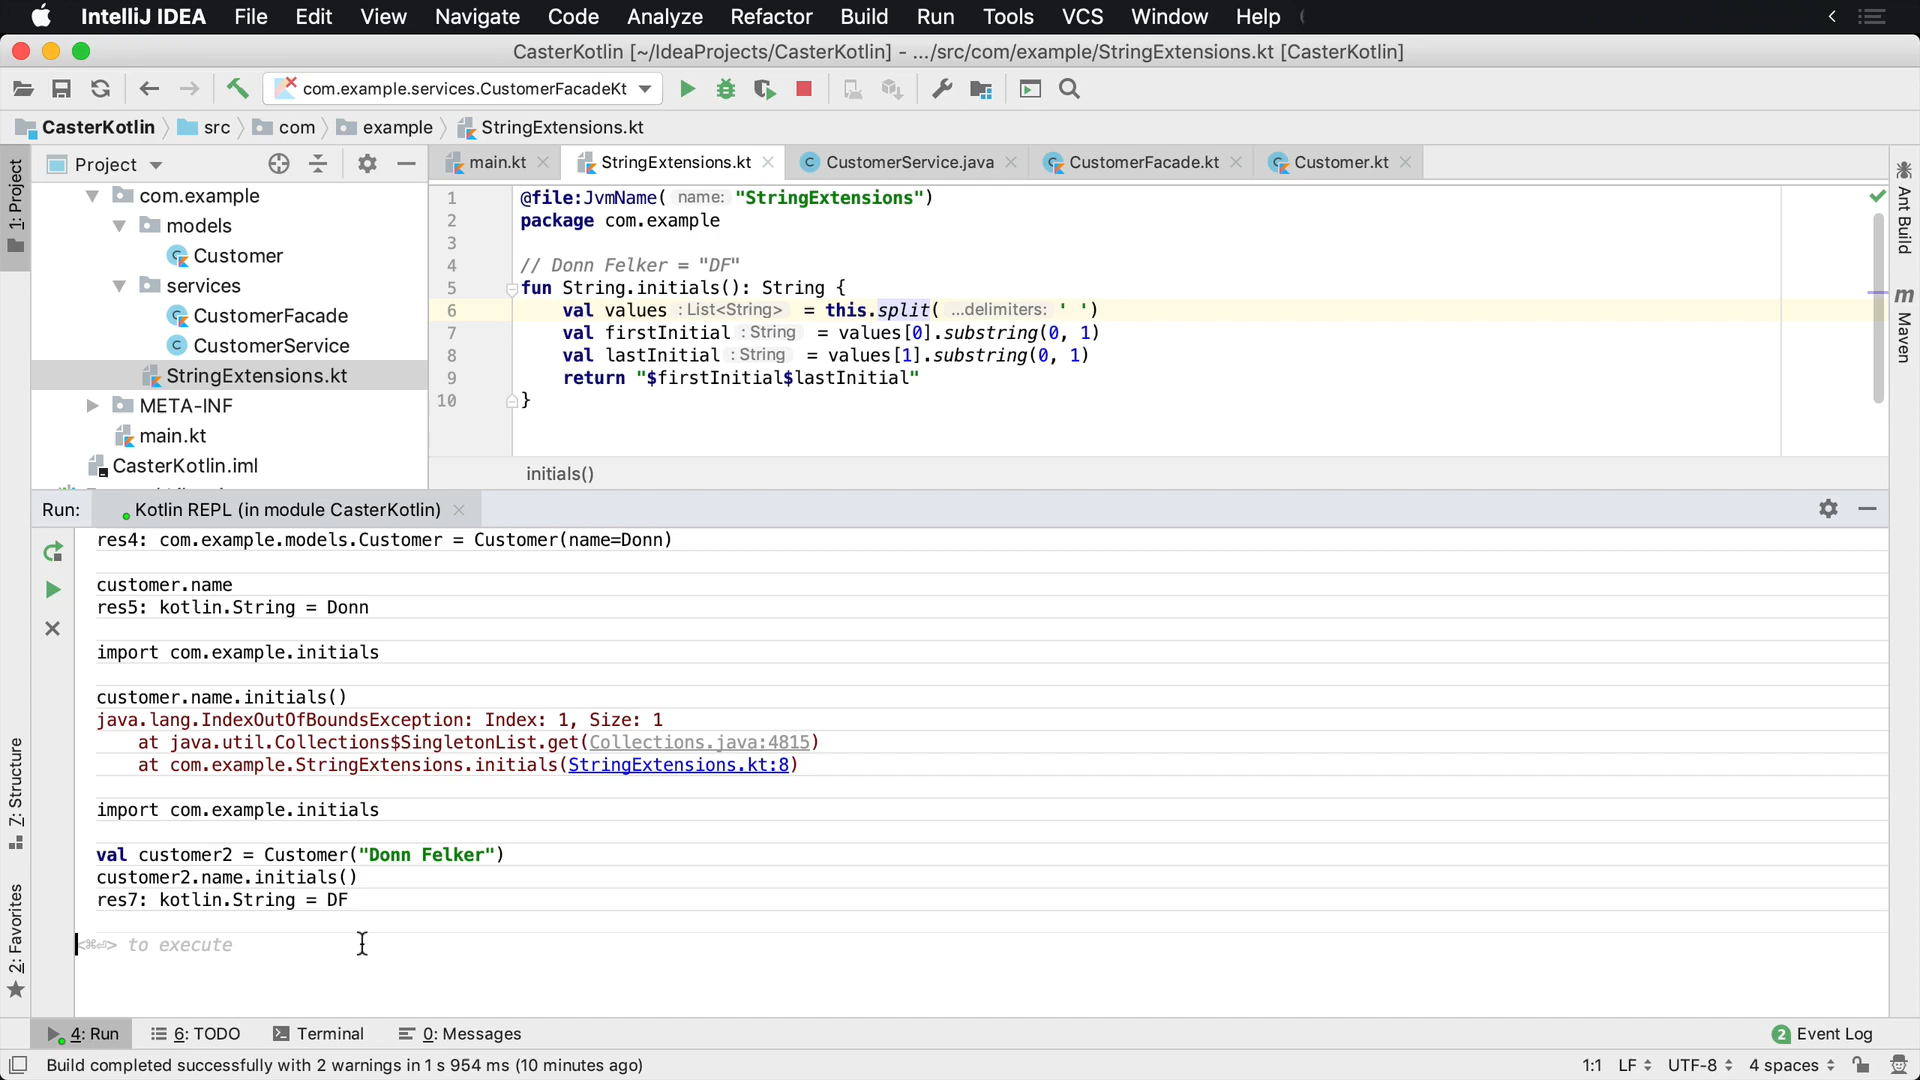 IntelliJ IDEA File Edit View Navigate Code Analyze Refactor Build Run Tools VCS Window Help
CasterKotlin [~/IdeaProjects/CasterKotlin] - .../src/com/example/StringExtensions.kt [CasterKotlin]
com.example.services.CustomerFacadeKt
CasterKotlin src com example StringExtensions.kt
Project
main.kt StringExtensions.kt CustomerService.java CustomerFacade.kt Customer.kt
1: Project
com.example
models
Customer
services
CustomerFacade
CustomerService
StringExtensions.kt
META-INF
main.kt
CasterKotlin.iml
1 @file:JvmName( name: "StringExtensions")
2 package com.example
3
4 // Donn Felker = "DF"
5 fun String.initials(): String {
6 val values : List<String> = this.split( ...delimiters: ' ')
7 val firstInitial : String = values[0].substring(0, 1)
8 val lastInitial : String = values[1].substring(0, 1)
9 return "$firstInitial$lastInitial"
10 }
initials()
Ant Build
m Maven
Run: Kotlin REPL (in module CasterKotlin)
res4: com.example.models.Customer = Customer(name=Donn)
customer.name
res5: kotlin.String = Donn
import com.example.initials
customer.name.initials()
java.lang.IndexOutOfBoundsException: Index: 1, Size: 1
at java.util.Collections$SingletonList.get(Collections.java:4815)
at com.example.StringExtensions.initials(StringExtensions.kt:8)
import com.example.initials
val customer2 = Customer("Donn Felker")
customer2.name.initials()
res7: kotlin.String = DF
<⌘⏎> to execute
Z: Structure
2: Favorites
4: Run 6: TODO Terminal 0: Messages 2 Event Log
Build completed successfully with 2 warnings in 1 s 954 ms (10 minutes ago) 1:1 LF UTF-8 4 spaces